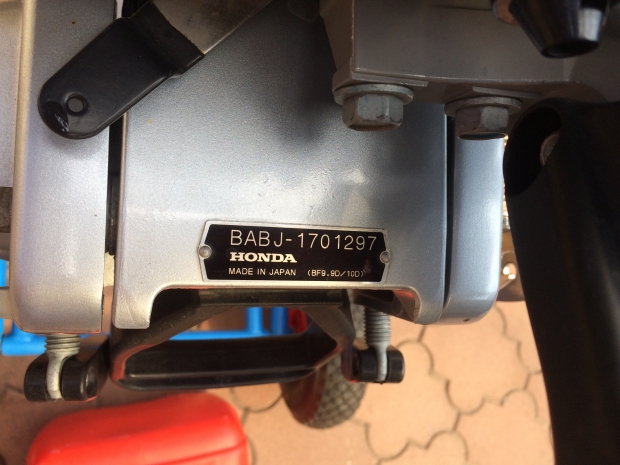 BABJ-1701297
HONDA
MADE IN JAPAN (BF9.9D/10D)